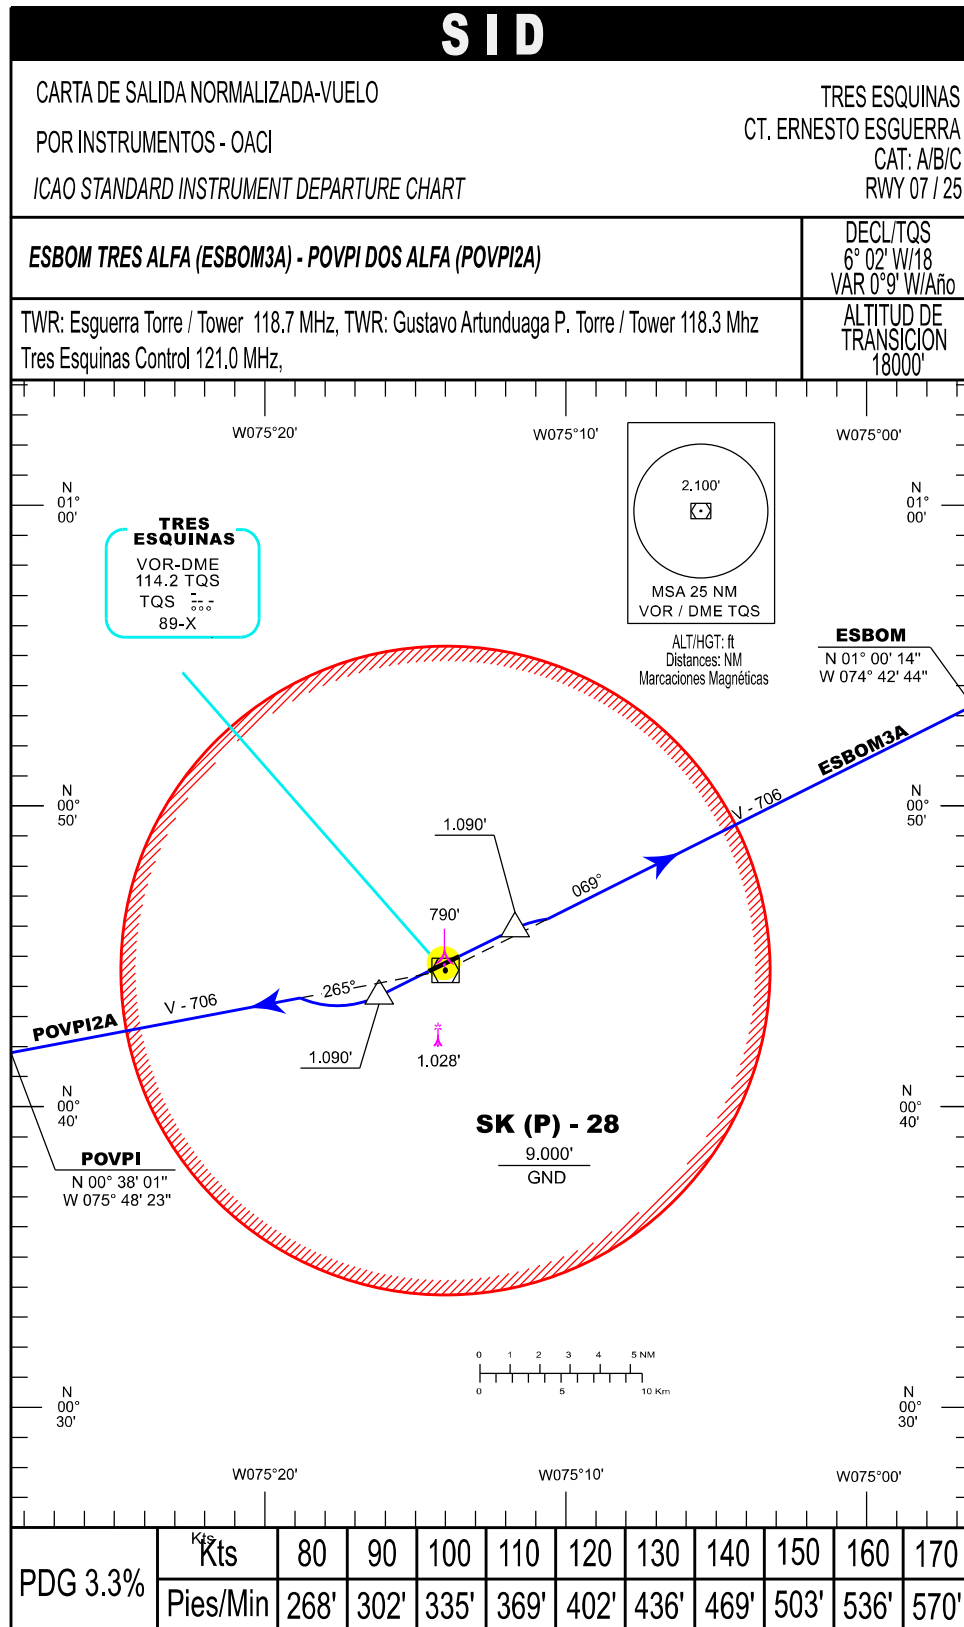 SID
CARTA DE SALIDA NORMALIZADA-VUELO
POR INSTRUMENTOS - OACI
ICAO STANDARD INSTRUMENT DEPARTURE CHART
TRES ESQUINAS
CT. ERNESTO ESGUERRA
CAT: A/B/C
RWY 07 / 25
ESBOM TRES ALFA (ESBOM3A) - POVPI DOS ALFA (POVPI2A)
DECL/TQS
6° 02' W/18
VAR 0°9' W/Año
TWR: Esguerra Torre / Tower 118.7 MHz, TWR: Gustavo Artunduaga P. Torre / Tower 118.3 Mhz
Tres Esquinas Control 121.0 MHz,
ALTITUD DE
TRANSICION
18000'
W075°20'
W075°10'
W075°00'
N
01°
00'
N
01°
00'
2.100'
MSA 25 NM
VOR / DME TQS
ALT/HGT: ft
Distances: NM
Marcaciones Magnéticas
TRES
ESQUINAS
VOR-DME
114.2 TQS
TQS
89-X
ESBOM
N 01° 00' 14"
W 074° 42' 44"
ESBOM3A
V - 706
N
00°
50'
N
00°
50'
1.090'
069°
790'
265°
V - 706
POVPI2A
1.090'
1.028'
N
00°
40'
N
00°
40'
SK (P) - 28
9.000'
GND
POVPI
N 00° 38' 01"
W 075° 48' 23"
0 1 2 3 4 5 NM
0 5 10 Km
N
00°
30'
N
00°
30'
W075°20'
W075°10'
W075°00'
PDG 3.3%
Kts
Kts 80 90 100 110 120 130 140 150 160 170
Pies/Min 268' 302' 335' 369' 402' 436' 469' 503' 536' 570'